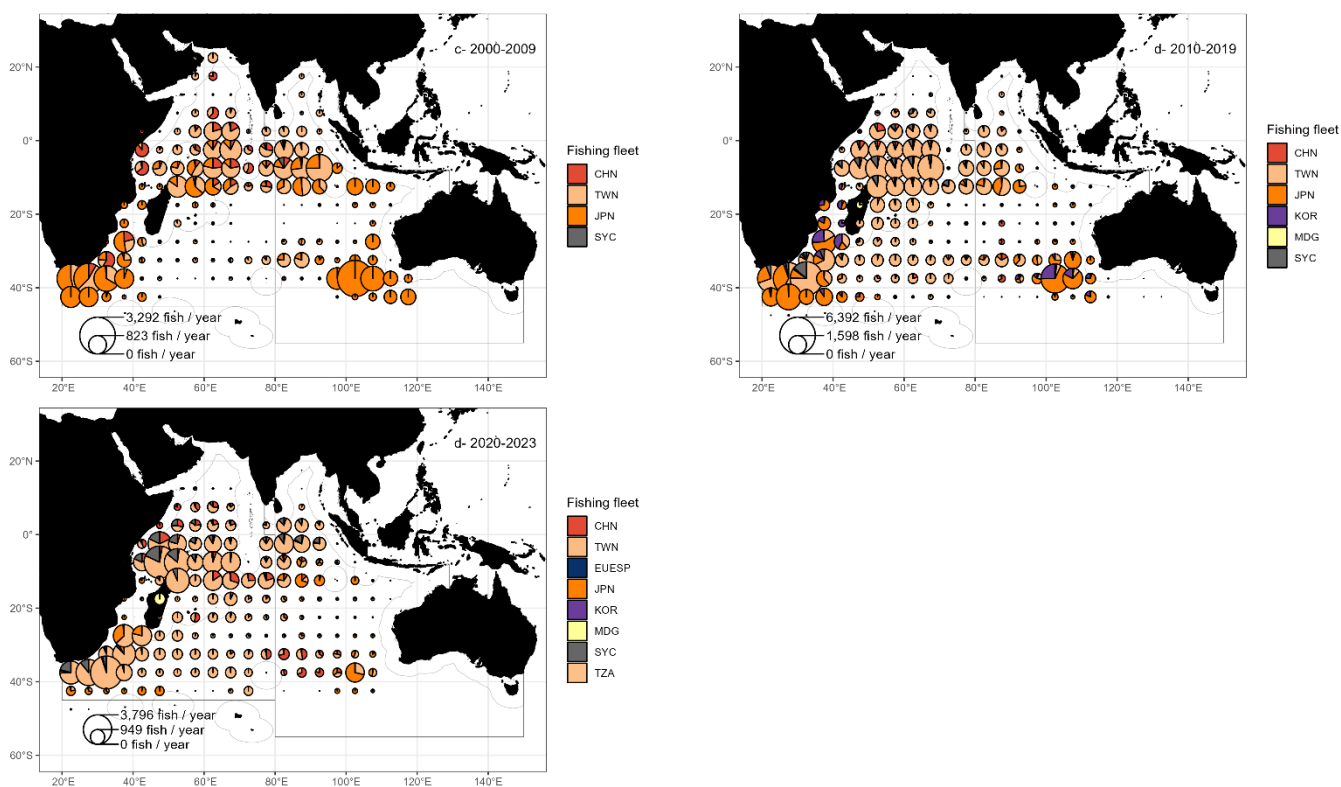 c- 2000-2009
20°N
0°
20°S
40°S
60°S
20°E
40°E
60°E
80°E
100°E
120°E
140°E
3,292 fish / year
823 fish / year
0 fish / year
Fishing fleet
CHN
TWN
JPN
SYC
d- 2010-2019
20°N
0°
20°S
40°S
60°S
20°E
40°E
60°E
80°E
100°E
120°E
140°E
6,392 fish / year
1,598 fish / year
0 fish / year
Fishing fleet
CHN
TWN
JPN
KOR
MDG
SYC
d- 2020-2023
20°N
0°
20°S
40°S
60°S
20°E
40°E
60°E
80°E
100°E
120°E
140°E
3,796 fish / year
949 fish / year
0 fish / year
Fishing fleet
CHN
TWN
EUESP
JPN
KOR
MDG
SYC
TZA